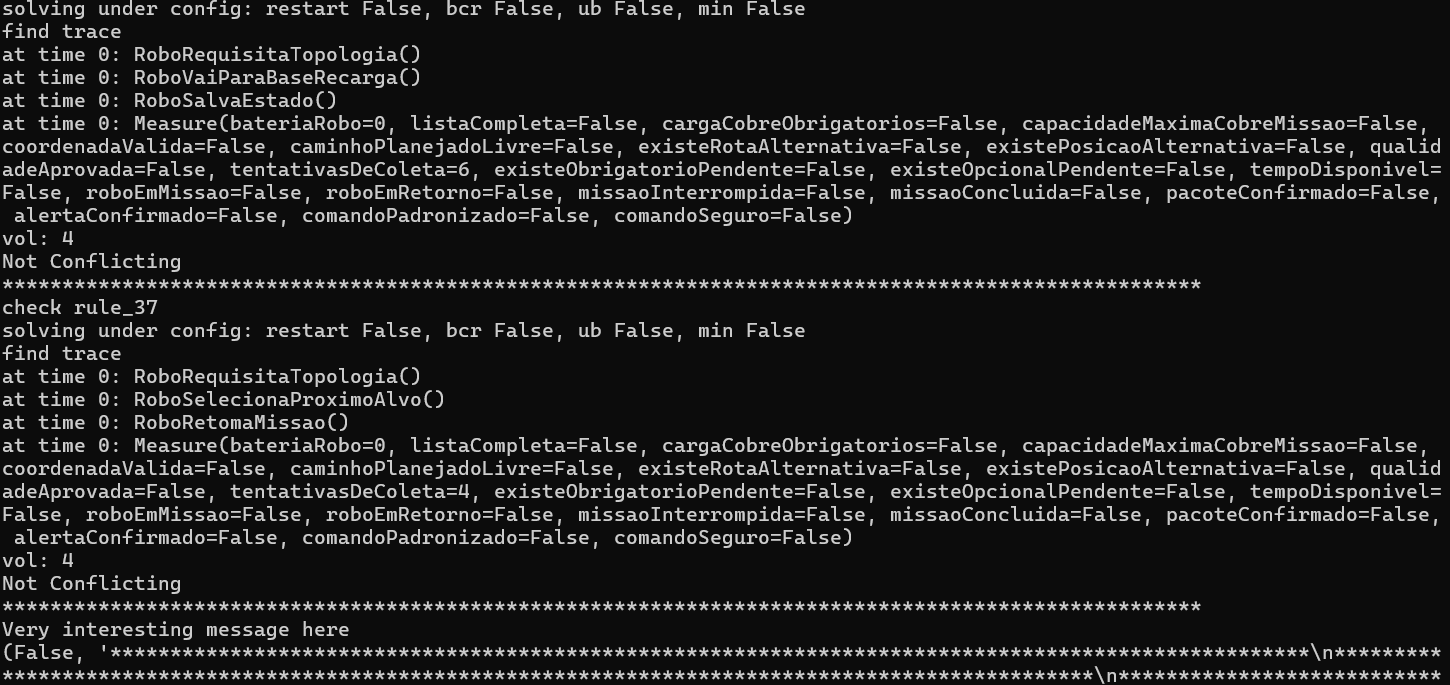 solving under config: restart False, bcr False, ub False, min False
find trace
at time 0: RoboRequisitaTopologia()
at time 0: RoboVaiParaBaseRecarga()
at time 0: RoboSalvaEstado()
at time 0: Measure(bateriaRobo=0, listaCompleta=False, cargaCobreObrigatorios=False, capacidadeMaximaCobreMissao=False,
coordenadaValida=False, caminhoPlanejadoLivre=False, existeRotaAlternativa=False, existePosicaoAlternativa=False, qualid
adeAprovada=False, tentativasDeColeta=6, existeObrigatorioPendente=False, existeOpcionalPendente=False, tempoDisponivel=
False, roboEmMissao=False, roboEmRetorno=False, missaoInterrompida=False, missaoConcluida=False, pacoteConfirmado=False,
 alertaConfirmado=False, comandoPadronizado=False, comandoSeguro=False)
vol: 4
Not Conflicting
****************************************************************************************************
check rule_37
solving under config: restart False, bcr False, ub False, min False
find trace
at time 0: RoboRequisitaTopologia()
at time 0: RoboSelecionaProximoAlvo()
at time 0: RoboRetomaMissao()
at time 0: Measure(bateriaRobo=0, listaCompleta=False, cargaCobreObrigatorios=False, capacidadeMaximaCobreMissao=False,
coordenadaValida=False, caminhoPlanejadoLivre=False, existeRotaAlternativa=False, existePosicaoAlternativa=False, qualid
adeAprovada=False, tentativasDeColeta=4, existeObrigatorioPendente=False, existeOpcionalPendente=False, tempoDisponivel=
False, roboEmMissao=False, roboEmRetorno=False, missaoInterrompida=False, missaoConcluida=False, pacoteConfirmado=False,
 alertaConfirmado=False, comandoPadronizado=False, comandoSeguro=False)
vol: 4
Not Conflicting
****************************************************************************************************
Very interesting message here
(False, '****************************************************************************************************\n*********
*******************************************************************************************\n***************************